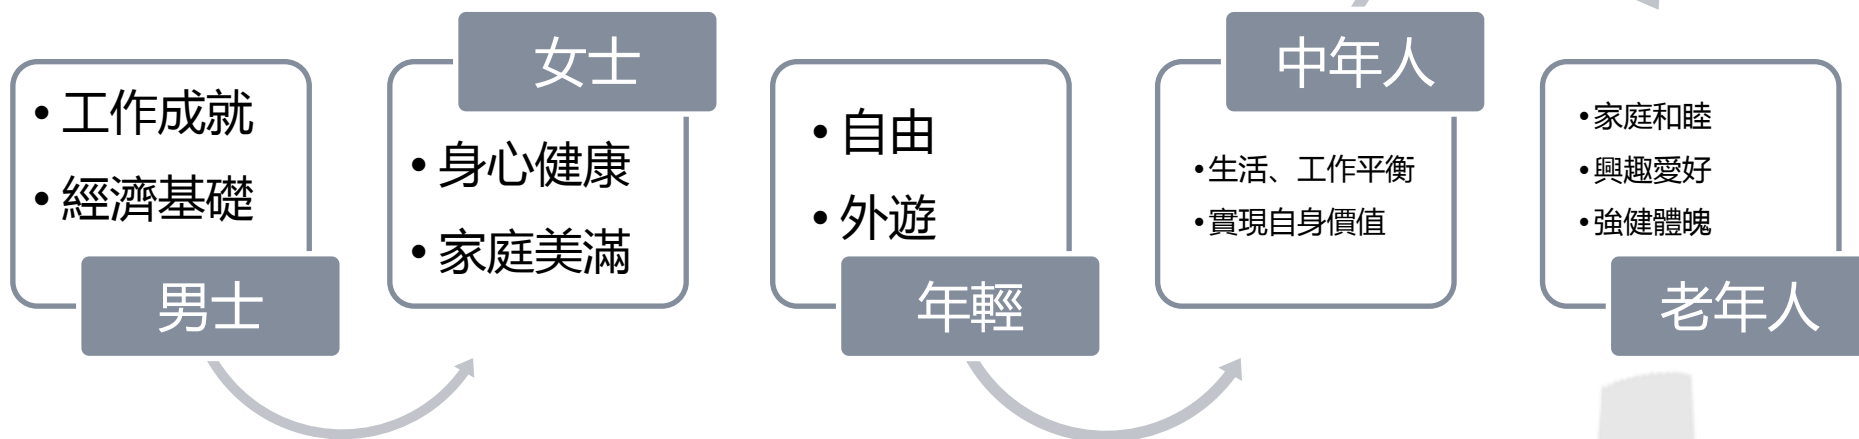 • 工作成就
• 經濟基礎
男士
女士
• 身心健康
• 家庭美滿
• 自由
• 外遊
年輕
中年人
• 生活、工作平衡
• 實現自身價值
• 家庭和睦
• 興趣愛好
• 強健體魄
老年人